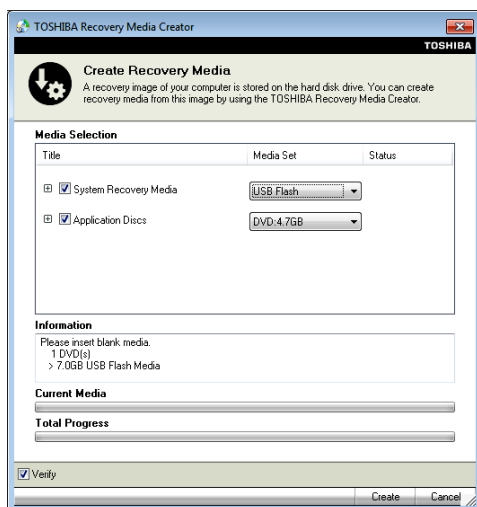 TOSHIBA Recovery Media Creator
TOSHIBA
Create Recovery Media
A recovery image of your computer is stored on the hard disk drive. You can create
recovery media from this image by using the TOSHIBA Recovery Media Creator.
Media Selection
Title Media Set Status
System Recovery Media USB Flash
Application Discs DVD:4.7GB
Information
Please insert blank media.
1 DVD(s)
> 7.0GB USB Flash Media
Current Media
Total Progress
Verify
Create Cancel